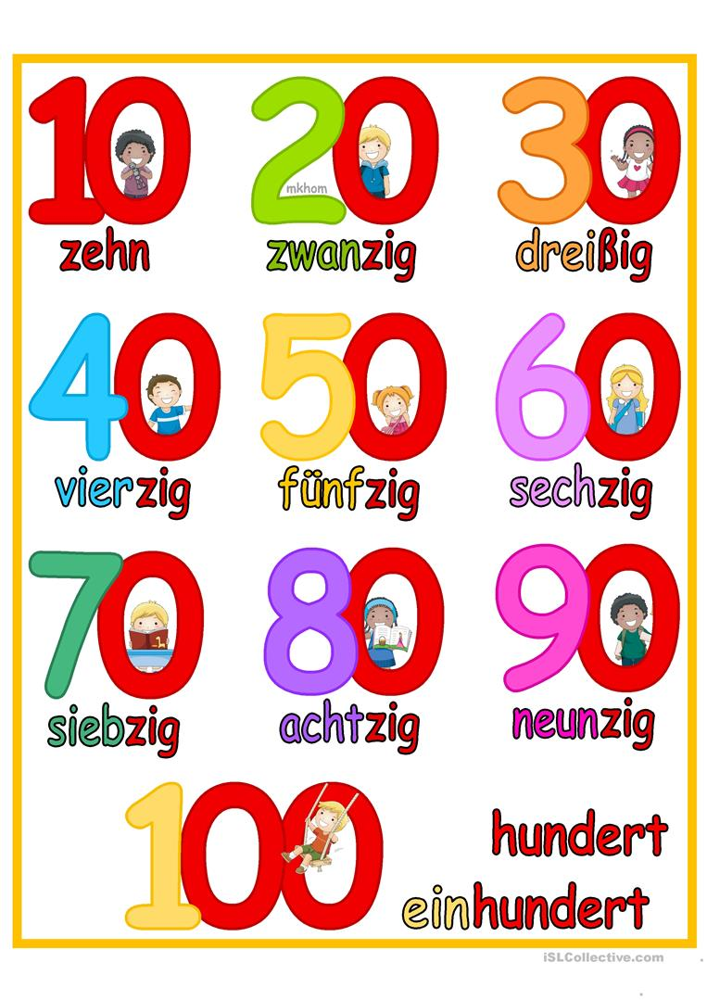 10 20 30
mkhom
zehn zwanzig dreißig
40 50 60
vierzig fünfzig sechzig
70 80 90
siebzig achtzig neunzig
100
hundert
einhundert
iSLCollective.com